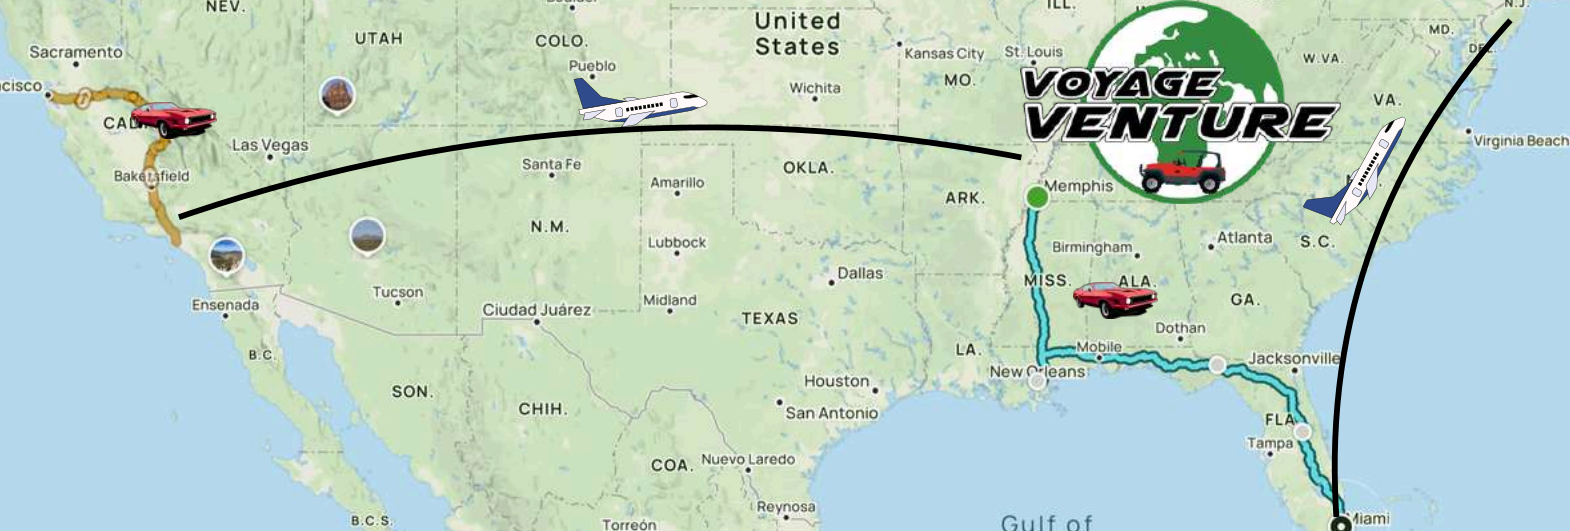 NEV.
UTAH
COLO.
United
States
ILL.
N.J.
MD.
DEL.
W.VA.
Sacramento
Pueblo
Kansas City
St. Louis
cisco
Wichita
MO.
VOYAGE
VENTURE
VA.
Las Vegas
Virginia Beach
Bakersfield
Santa Fe
OKLA.
Amarillo
ARK.
Memphis
N.M.
Lubbock
Birmingham
Atlanta
S.C.
Dallas
MISS.
ALA.
Tucson
Ensenada
Ciudad Juárez
Midland
TEXAS
GA.
Dothan
B.C.
LA.
Mobile
Jacksonville
New Orleans
SON.
CHIH.
Houston
San Antonio
FLA
Tampa
COA.
Nuevo Laredo
B.C.S.
Torreón
Reynosa
Gulf of
Miami